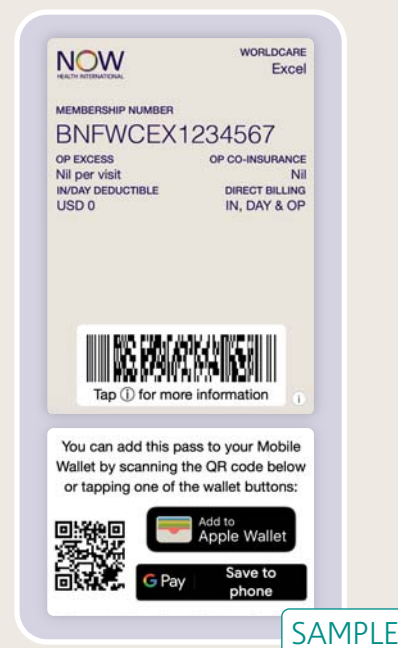 NOW
HEALTH INTERNATIONAL
WORLDCARE
Excel
MEMBERSHIP NUMBER
BNFWCEX1234567
OP EXCESS
OP CO-INSURANCE
Nil per visit
Nil
IN/DAY DEDUCTIBLE
DIRECT BILLING
USD 0
IN, DAY & OP
Tap ⓘ for more information
ⓘ
You can add this pass to your Mobile
Wallet by scanning the QR code below
or tapping one of the wallet buttons:
Add to
Apple Wallet
G Pay
Save to
phone
SAMPLE